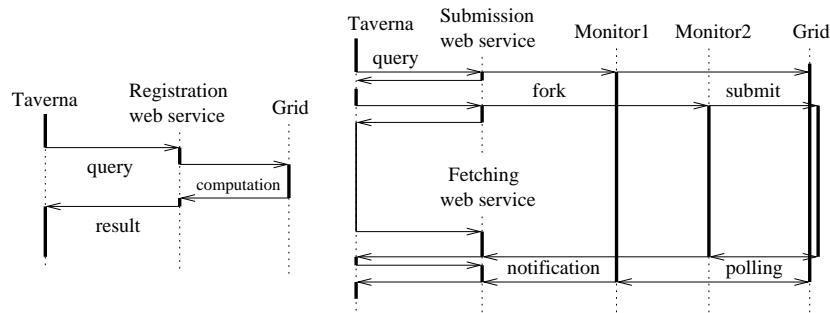 Taverna
Registration
web service
Grid
query
computation
result
Taverna
Submission
web service
Monitor1
Monitor2
Grid
query
fork
submit
Fetching
web service
notification
polling